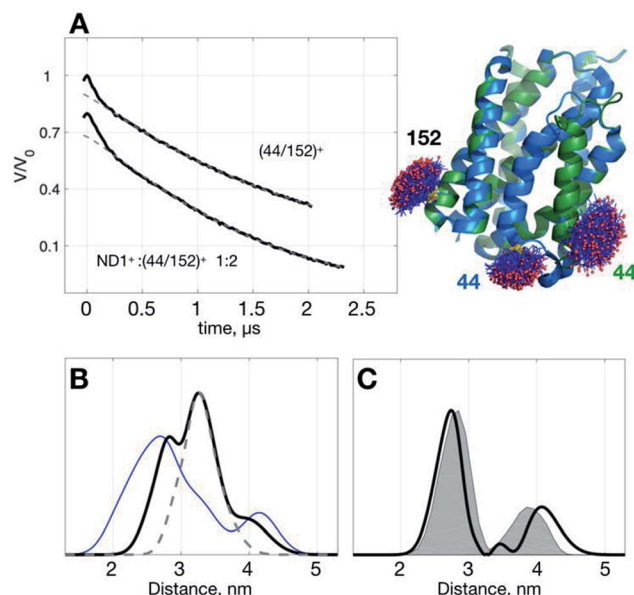 A
1
0.7
0.4
0.1
V/V0
(44/152)+
ND1+:(44/152)+ 1:2
0 0.5 1 1.5 2 2.5
time, µs
152
44
44
B
2 3 4 5
Distance, nm
C
2 3 4 5
Distance, nm